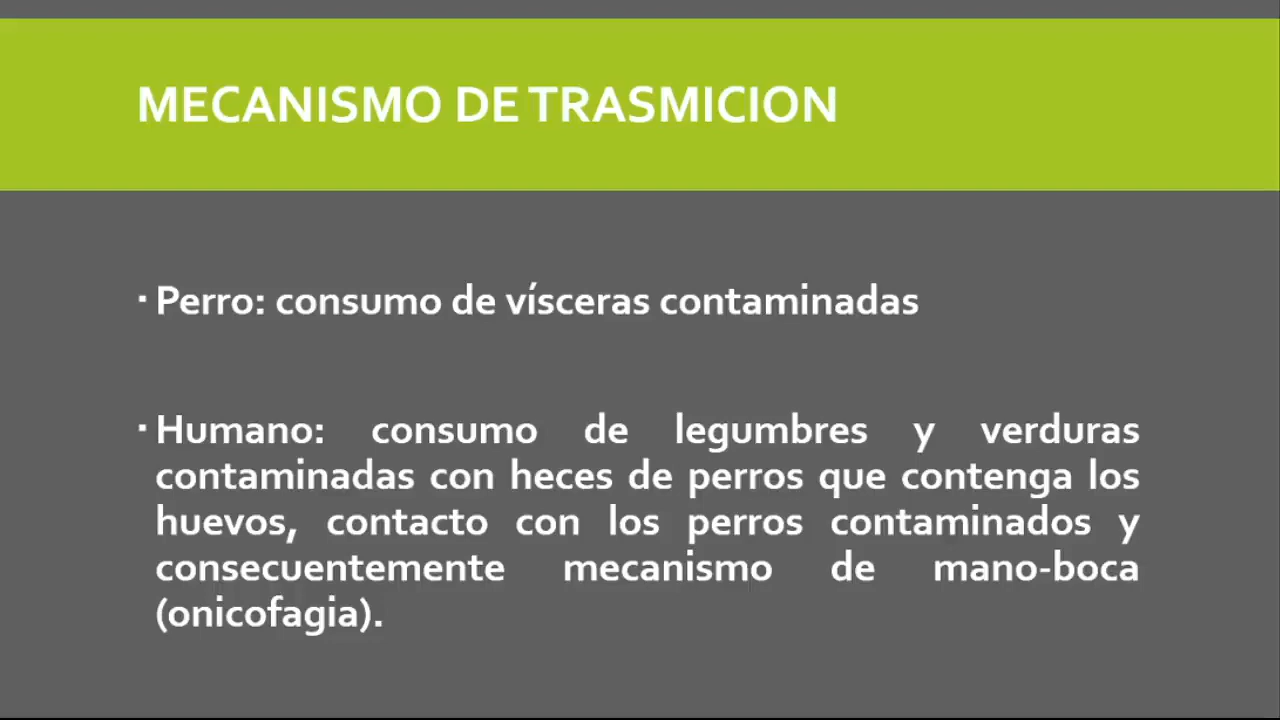 MECANISMO DE TRASMICION
▪ Perro: consumo de vísceras contaminadas
▪ Humano: consumo de legumbres y verduras
contaminadas con heces de perros que contenga los
huevos, contacto con los perros contaminados y
consecuentemente mecanismo de mano-boca
(onicofagia).